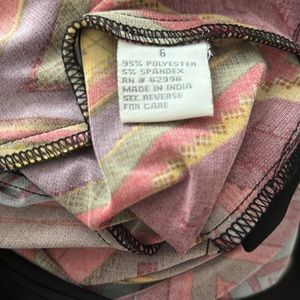 6
95% POLYESTER
5% SPANDEX
RN # 62996
MADE IN INDIA
SEE REVERSE
FOR CARE